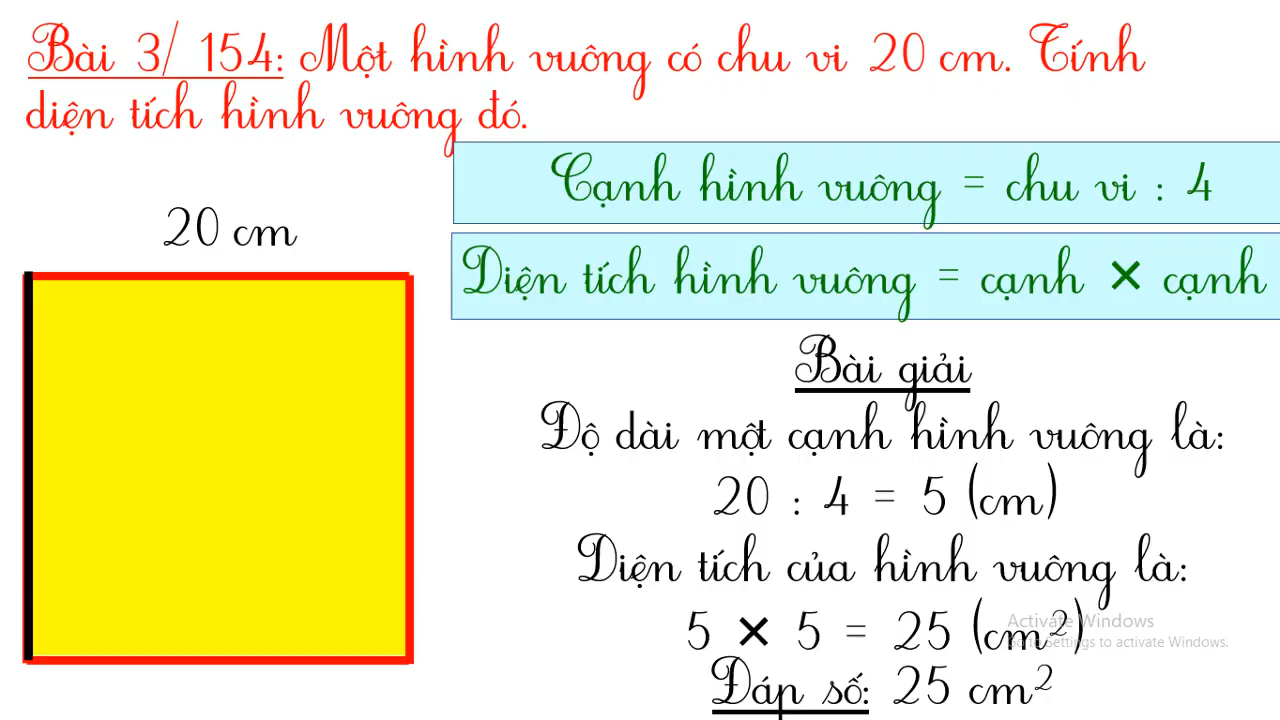 Bài 3/ 154: Một hình vuông có chu vi 20 cm. Tính
diện tích hình vuông đó.
Cạnh hình vuông = chu vi : 4
20 cm
Diện tích hình vuông = cạnh × cạnh
Bài giải
Độ dài một cạnh hình vuông là:
20 : 4 = 5 (cm)
Diện tích của hình vuông là:
5 × 5 = 25 (cm²)
Activate Windows
Go to Settings to activate Windows.
Đáp số: 25 cm²